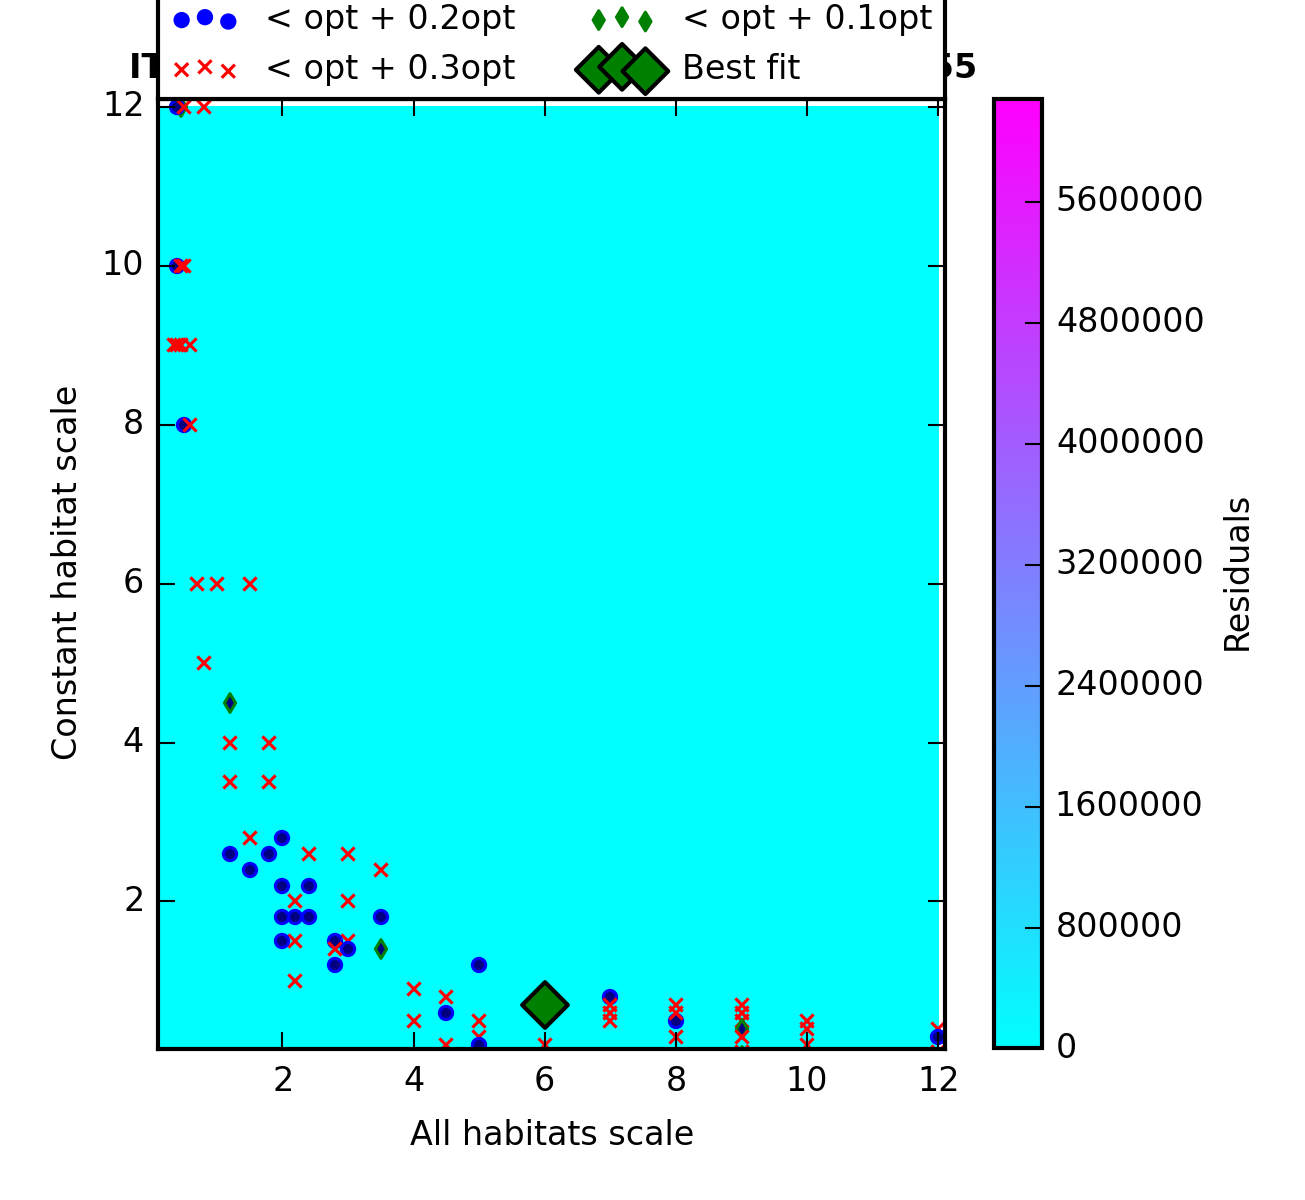 < opt + 0.2opt < opt + 0.1opt
< opt + 0.3opt Best fit
12
10
8
6
4
2
Constant habitat scale
2 4 6 8 10 12
All habitats scale
5600000
4800000
4000000
3200000
2400000
1600000
800000
0
Residuals